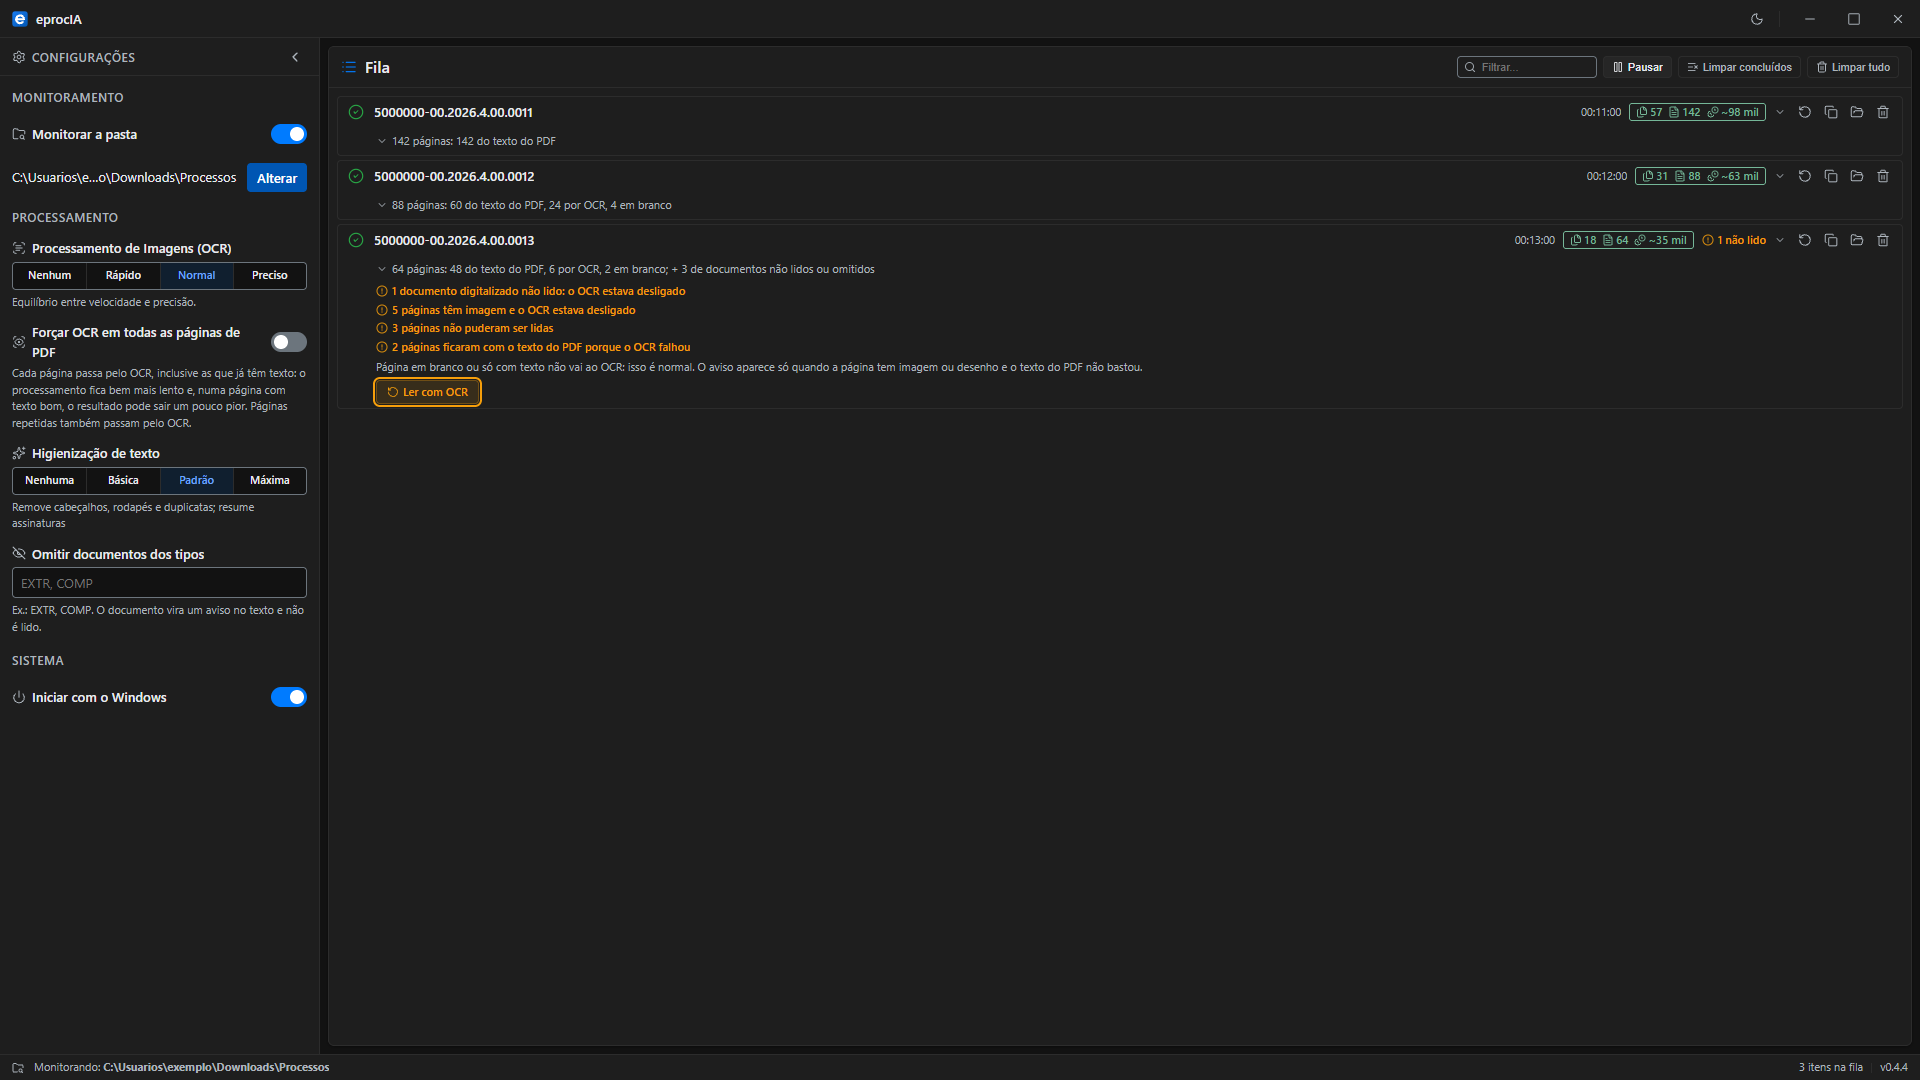 eprocIA
CONFIGURAÇÕES
MONITORAMENTO
Monitorar a pasta
C:\Usuarios\e...o\Downloads\Processos
Alterar
PROCESSAMENTO
Processamento de Imagens (OCR)
Nenhum Rápido Normal Preciso
Equilíbrio entre velocidade e precisão.
Forçar OCR em todas as páginas de
PDF
Cada página passa pelo OCR, inclusive as que já têm texto: o
processamento fica bem mais lento e, numa página com
texto bom, o resultado pode sair um pouco pior. Páginas
repetidas também passam pelo OCR.
Higienização de texto
Nenhuma Básica Padrão Máxima
Remove cabeçalhos, rodapés e duplicatas; resume
assinaturas
Omitir documentos dos tipos
EXTR, COMP
Ex.: EXTR, COMP. O documento vira um aviso no texto e não
é lido.
SISTEMA
Iniciar com o Windows
Fila
Filtrar...
Pausar
Limpar concluídos
Limpar tudo
5000000-00.2026.4.00.0011
00:11:00 57 142 ~98 mil
142 páginas: 142 do texto do PDF
5000000-00.2026.4.00.0012
00:12:00 31 88 ~63 mil
88 páginas: 60 do texto do PDF, 24 por OCR, 4 em branco
5000000-00.2026.4.00.0013
00:13:00 18 64 ~35 mil 1 não lido
64 páginas: 48 do texto do PDF, 6 por OCR, 2 em branco; + 3 de documentos não lidos ou omitidos
1 documento digitalizado não lido: o OCR estava desligado
5 páginas têm imagem e o OCR estava desligado
3 páginas não puderam ser lidas
2 páginas ficaram com o texto do PDF porque o OCR falhou
Página em branco ou só com texto não vai ao OCR: isso é normal. O aviso aparece só quando a página tem imagem ou desenho e o texto do PDF não bastou.
Ler com OCR
Monitorando: C:\Usuarios\exemplo\Downloads\Processos
3 itens na fila
v0.4.4